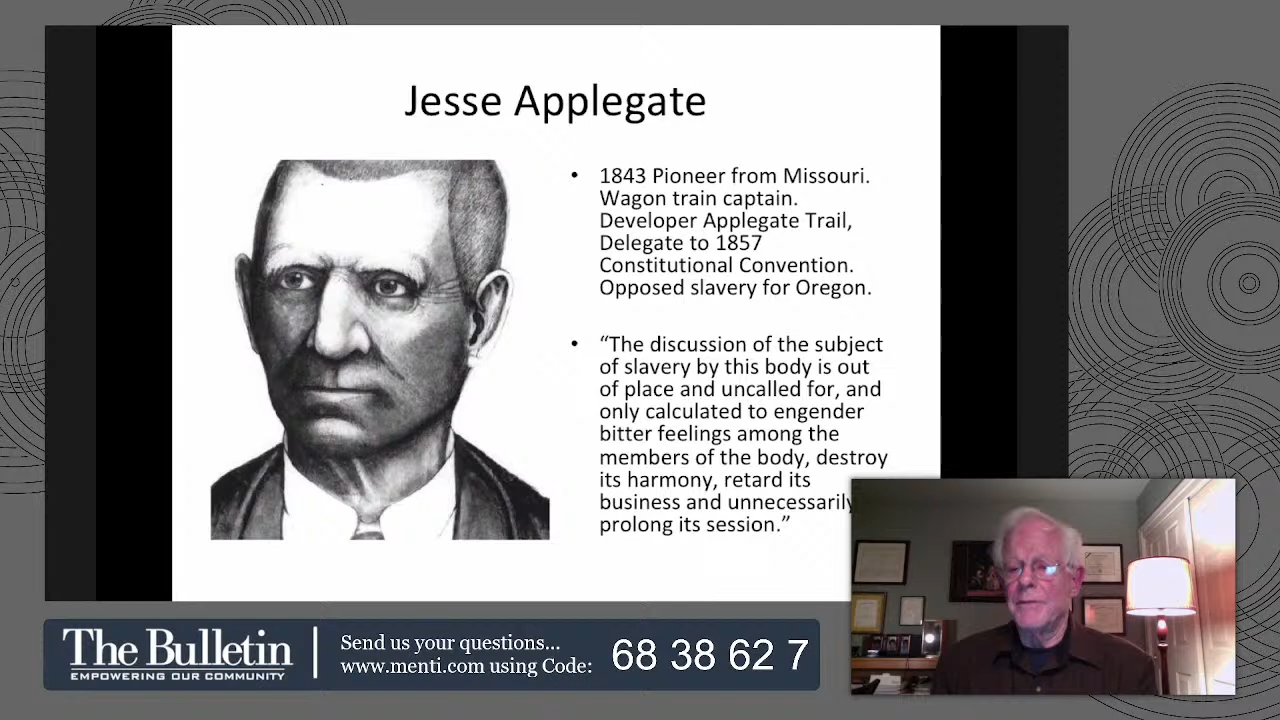 Jesse Applegate
• 1843 Pioneer from Missouri.
Wagon train captain.
Developer Applegate Trail,
Delegate to 1857
Constitutional Convention.
Opposed slavery for Oregon.
• “The discussion of the subject
of slavery by this body is out
of place and uncalled for, and
only calculated to engender
bitter feelings among the
members of the body, destroy
its harmony, retard its
business and unnecessarily
prolong its session.”
The Bulletin
EMPOWERING OUR COMMUNITY
Send us your questions...
www.menti.com using Code:
68 38 62 7